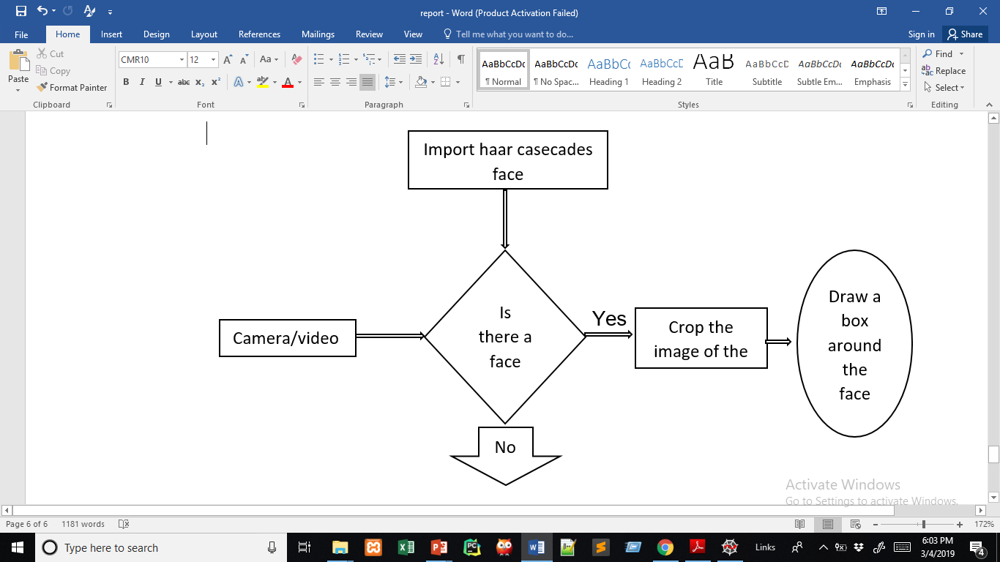 report - Word (Product Activation Failed)
File Home Insert Design Layout References Mailings Review View Tell me what you want to do... Sign in Share
Paste
Cut
Copy
Format Painter
Clipboard
CMR10 12 Aa
B I U abc x₂ x² A ab A
Font
Paragraph
AaBbCcDc AaBbCcDc AaBbCc AaBbCcD AaB AaBbCcD AaBbCcDc AaBbCcDc
¶ Normal ¶ No Spac... Heading 1 Heading 2 Title Subtitle Subtle Em... Emphasis
Styles
Find
Replace
Select
Editing
Import haar casecades
face
Camera/video
Is
there a
face
Yes
Crop the
image of the
Draw a
box
around
the
face
No
Activate Windows
Go to Settings to activate Windows.
Page 6 of 6 1181 words 172%
Type here to search
Links
6:03 PM
3/4/2019
4